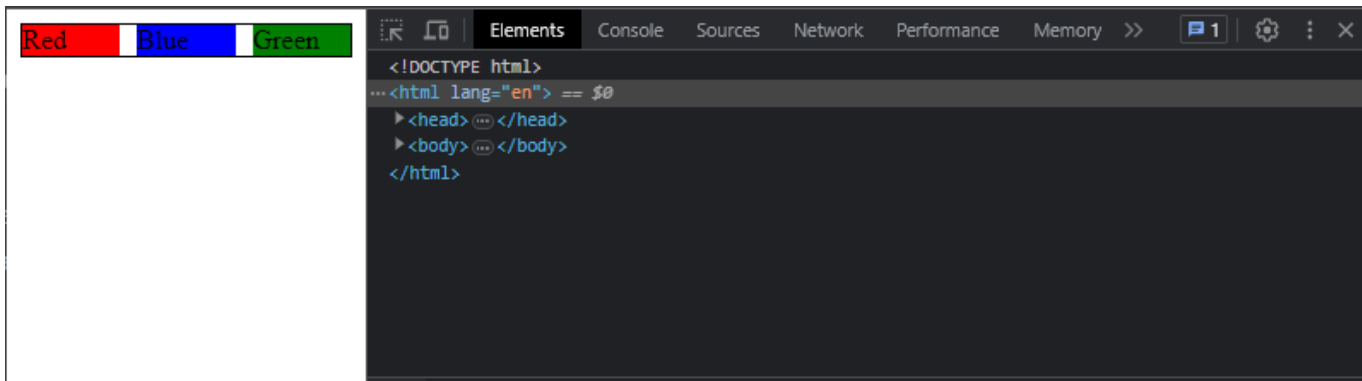 Red Blue Green
Elements Console Sources Network Performance Memory >> 1
<!DOCTYPE html>
...<html lang="en"> == $0
▶<head>...</head>
▶<body>...</body>
</html>